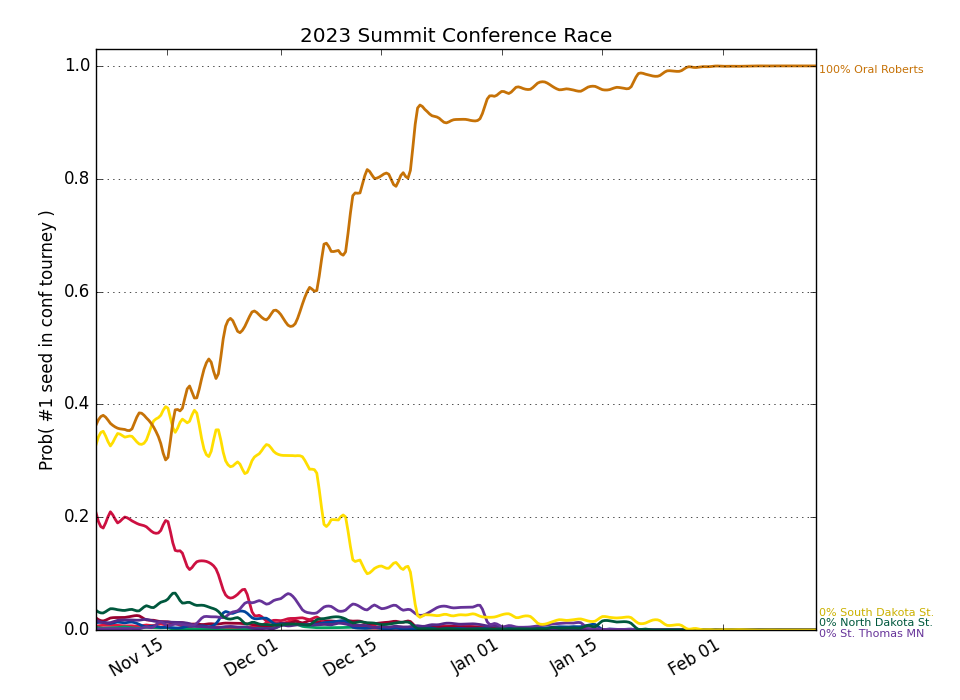 2023 Summit Conference Race
Prob( #1 seed in conf tourney )
1.0
0.8
0.6
0.4
0.2
0.0
Nov 15
Dec 01
Dec 15
Jan 01
Jan 15
Feb 01
100% Oral Roberts
0% South Dakota St.
0% North Dakota St.
0% St. Thomas MN